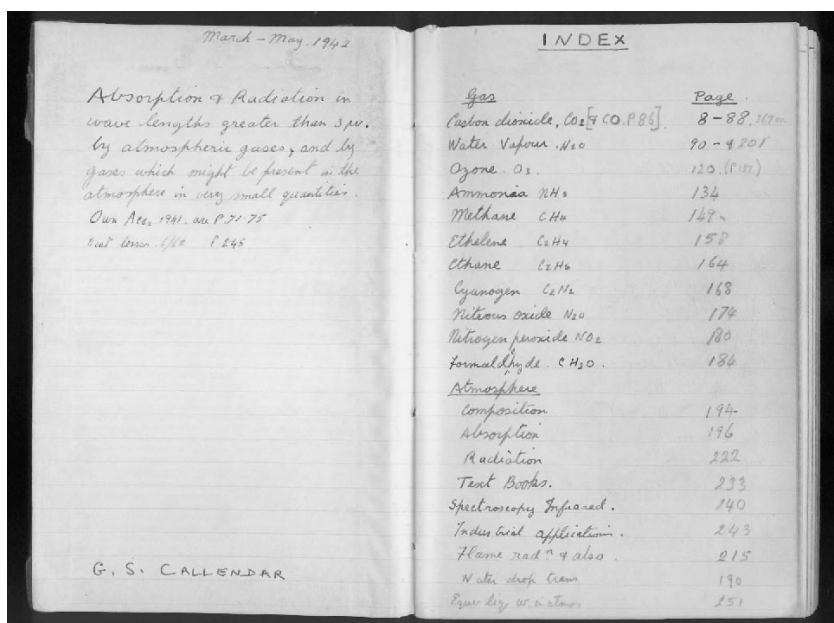 March - May. 1942
Absorption & Radiation in
wave lengths greater than 3 μ.
by atmospheric gases, and by
gases which might be present in the
atmosphere in very small quantities.
Own Acc, 1941. are P.71-75
P 245
G. S. CALLENDAR
INDEX
Gas Page.
Carbon dioxide, CO2 [& CO. P 86]. 8-88.
Water Vapour. H2O 90 -
Ozone. O3. 120.
Ammonia NH3 134
Methane CH4 149
Ethelene C2H4 158
Ethane C2H6 164
Cyanogen C2N2 168
Nitrous oxide N2O 174
Nitrogen peroxide NO2 180
Formaldhyde. CH2O. 184
Atmosphere
Composition 194
Absorption 196
Radiation 222
Text Books. 233
Spectroscopy Infrared. 240
Industrial applications. 243
Flame radn & also. 215
Water drop trans 190
251